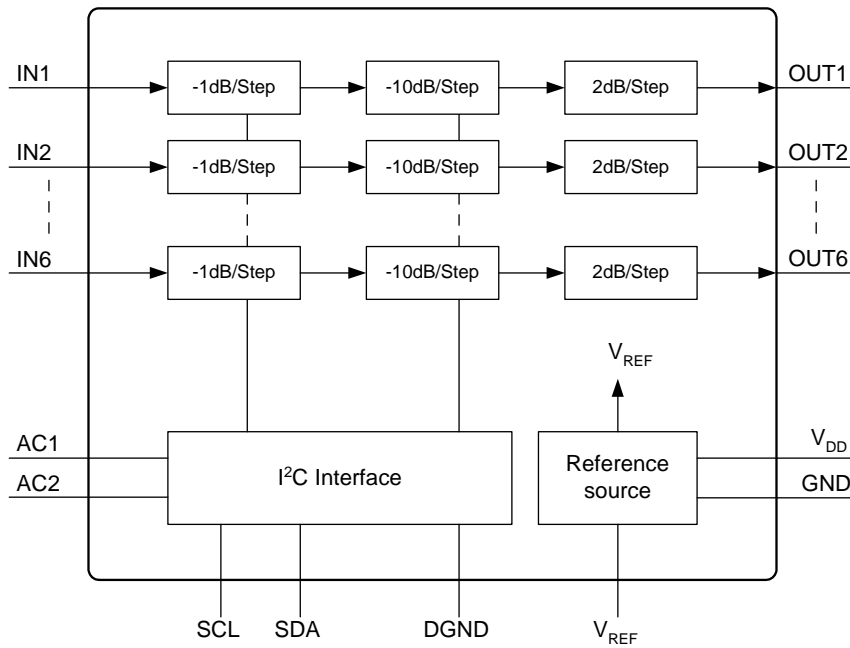 IN1 -1dB/Step -10dB/Step 2dB/Step OUT1
IN2 -1dB/Step -10dB/Step 2dB/Step OUT2
IN6 -1dB/Step -10dB/Step 2dB/Step OUT6
VREF
AC1
AC2
I²C Interface
Reference
source
VDD
GND
SCL SDA DGND VREF